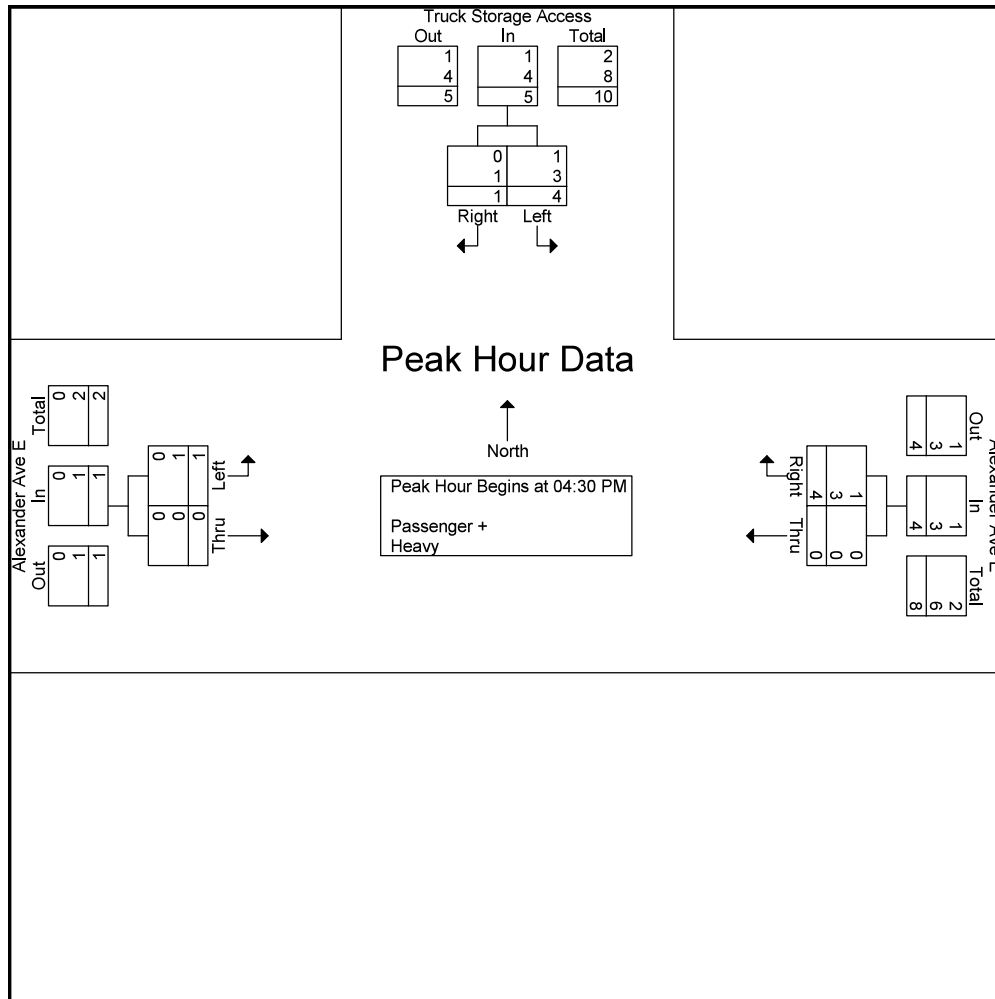 Truck Storage Access
Out In Total
1 1 2
4 4 8
5 5 10
0 1
1 3
1 4
Right Left
Peak Hour Data
North
Peak Hour Begins at 04:30 PM
Passenger +
Heavy
Alexander Ave E
Out In Total
0 0 0
1 1 2
1 1 2
Left Thru
0 0
1 0
1 0
Alexander Ave E
Out In Total
1 1 2
3 3 6
4 4 8
Right Thru
1 0
3 0
4 0